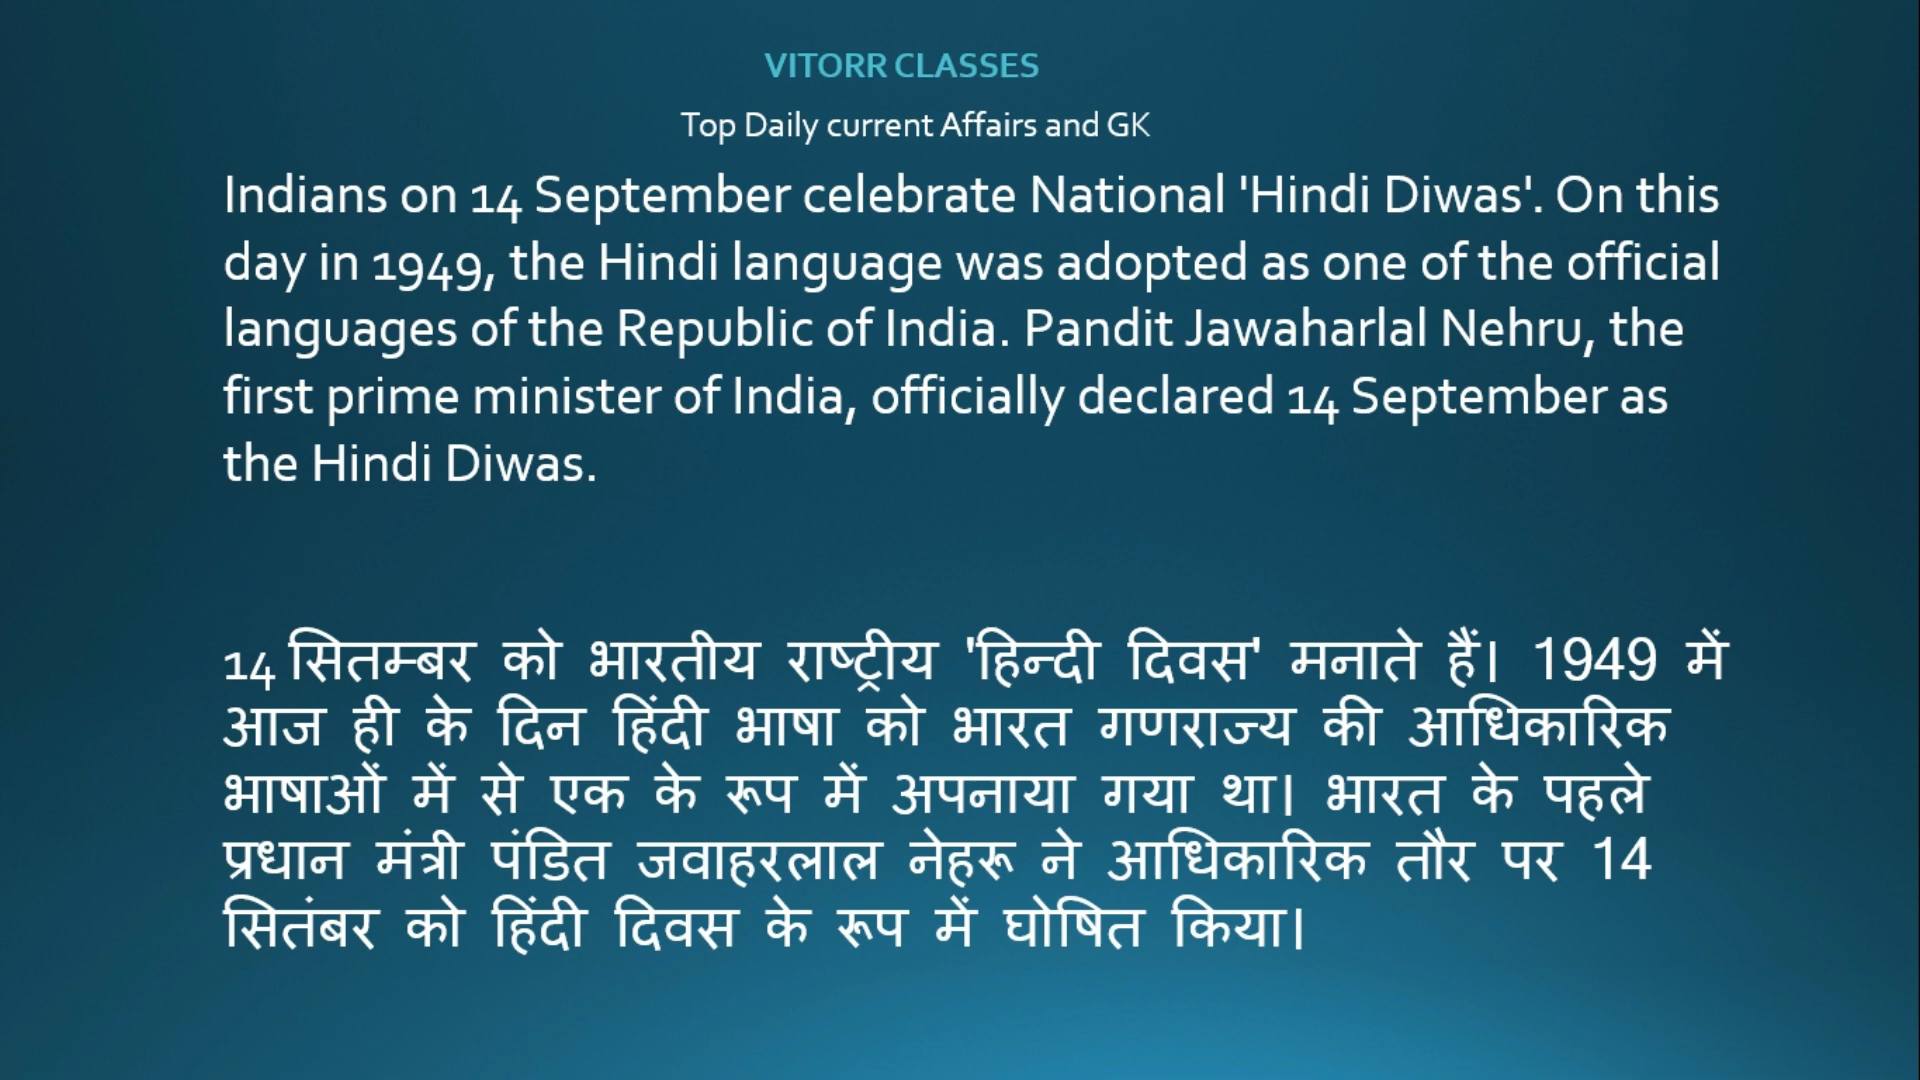 VITORR CLASSES
Top Daily current Affairs and GK
Indians on 14 September celebrate National 'Hindi Diwas'. On this
day in 1949, the Hindi language was adopted as one of the official
languages of the Republic of India. Pandit Jawaharlal Nehru, the
first prime minister of India, officially declared 14 September as
the Hindi Diwas.
14 सितम्बर को भारतीय राष्ट्रीय 'हिन्दी दिवस' मनाते हैं। 1949 में
आज ही के दिन हिंदी भाषा को भारत गणराज्य की आधिकारिक
भाषाओं में से एक के रूप में अपनाया गया था। भारत के पहले
प्रधान मंत्री पंडित जवाहरलाल नेहरू ने आधिकारिक तौर पर 14
सितंबर को हिंदी दिवस के रूप में घोषित किया।